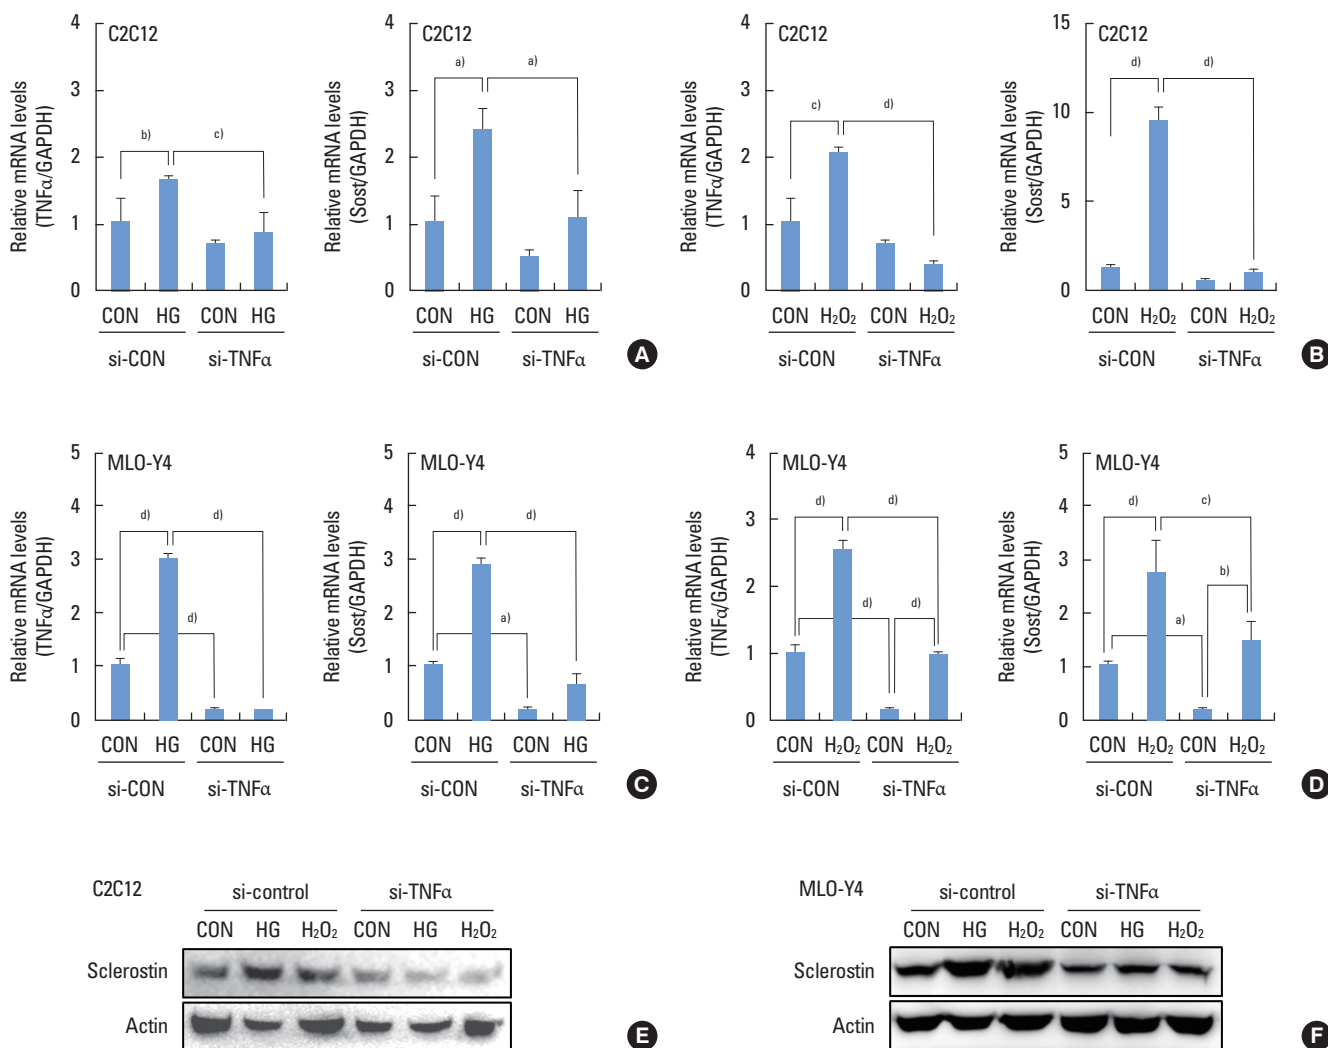 C2C12
Relative mRNA levels
(TNFα/GAPDH)
4
3
2
1
0
b)
c)
CON HG CON HG
si-CON si-TNFα
C2C12
Relative mRNA levels
(Sost/GAPDH)
4
3
2
1
0
a)
a)
CON HG CON HG
si-CON si-TNFα
A
C2C12
Relative mRNA levels
(TNFα/GAPDH)
4
3
2
1
0
c)
d)
CON H₂O₂ CON H₂O₂
si-CON si-TNFα
C2C12
Relative mRNA levels
(Sost/GAPDH)
15
10
5
0
d)
d)
CON H₂O₂ CON H₂O₂
si-CON si-TNFα
B
MLO-Y4
Relative mRNA levels
(TNFα/GAPDH)
5
4
3
2
1
0
d)
d)
d)
CON HG CON HG
si-CON si-TNFα
MLO-Y4
Relative mRNA levels
(Sost/GAPDH)
5
4
3
2
1
0
d)
d)
a)
CON HG CON HG
si-CON si-TNFα
C
MLO-Y4
Relative mRNA levels
(TNFα/GAPDH)
4
3
2
1
0
d)
d)
d)
d)
CON H₂O₂ CON H₂O₂
si-CON si-TNFα
MLO-Y4
Relative mRNA levels
(Sost/GAPDH)
5
4
3
2
1
0
d)
c)
b)
a)
CON H₂O₂ CON H₂O₂
si-CON si-TNFα
D
C2C12
si-control si-TNFα
CON HG H₂O₂ CON HG H₂O₂
Sclerostin
Actin
E
MLO-Y4
si-control si-TNFα
CON HG H₂O₂ CON HG H₂O₂
Sclerostin
Actin
F